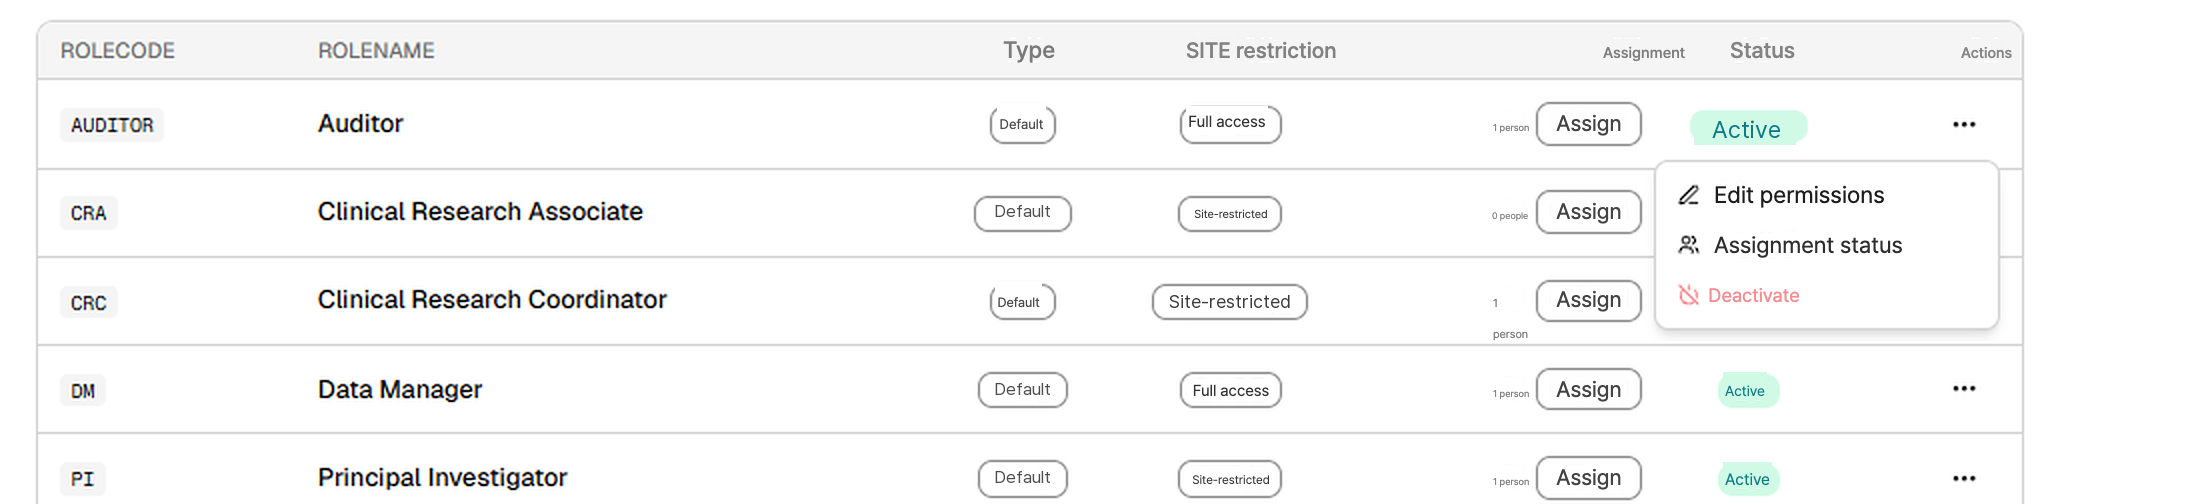 ROLECODE ROLENAME Type SITE restriction Assignment Status Actions
AUDITOR Auditor Default Full access 1 person Assign Active
Edit permissions
CRA Clinical Research Associate Default Site-restricted 0 people Assign
Assignment status
CRC Clinical Research Coordinator Default Site-restricted 1 person Assign
Deactivate
DM Data Manager Default Full access 1 person Assign Active
PI Principal Investigator Default Site-restricted 1 person Assign Active